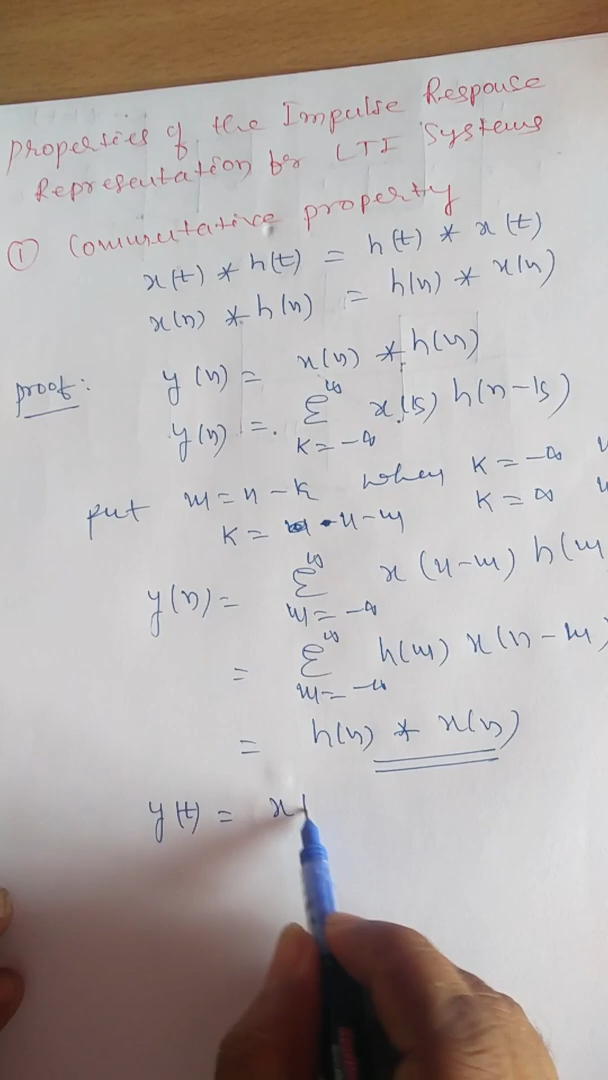 Properties of the Impulse Response
Representation for LTI Systems
① Commutative property
x(t) * h(t) = h(t) * x(t)
x(n) * h(n) = h(n) * x(n)
proof: y(n) = x(n) * h(n)
y(n) = Σ x(k) h(n-k)
∞
K = -∞
put m = n - k when K = -∞
K = n - m K = ∞
y(n) = Σ x(n-m) h(m
∞
m = -∞
= Σ h(m) x(n-m)
∞
m = -∞
= h(n) * x(n)
y(t) = x(